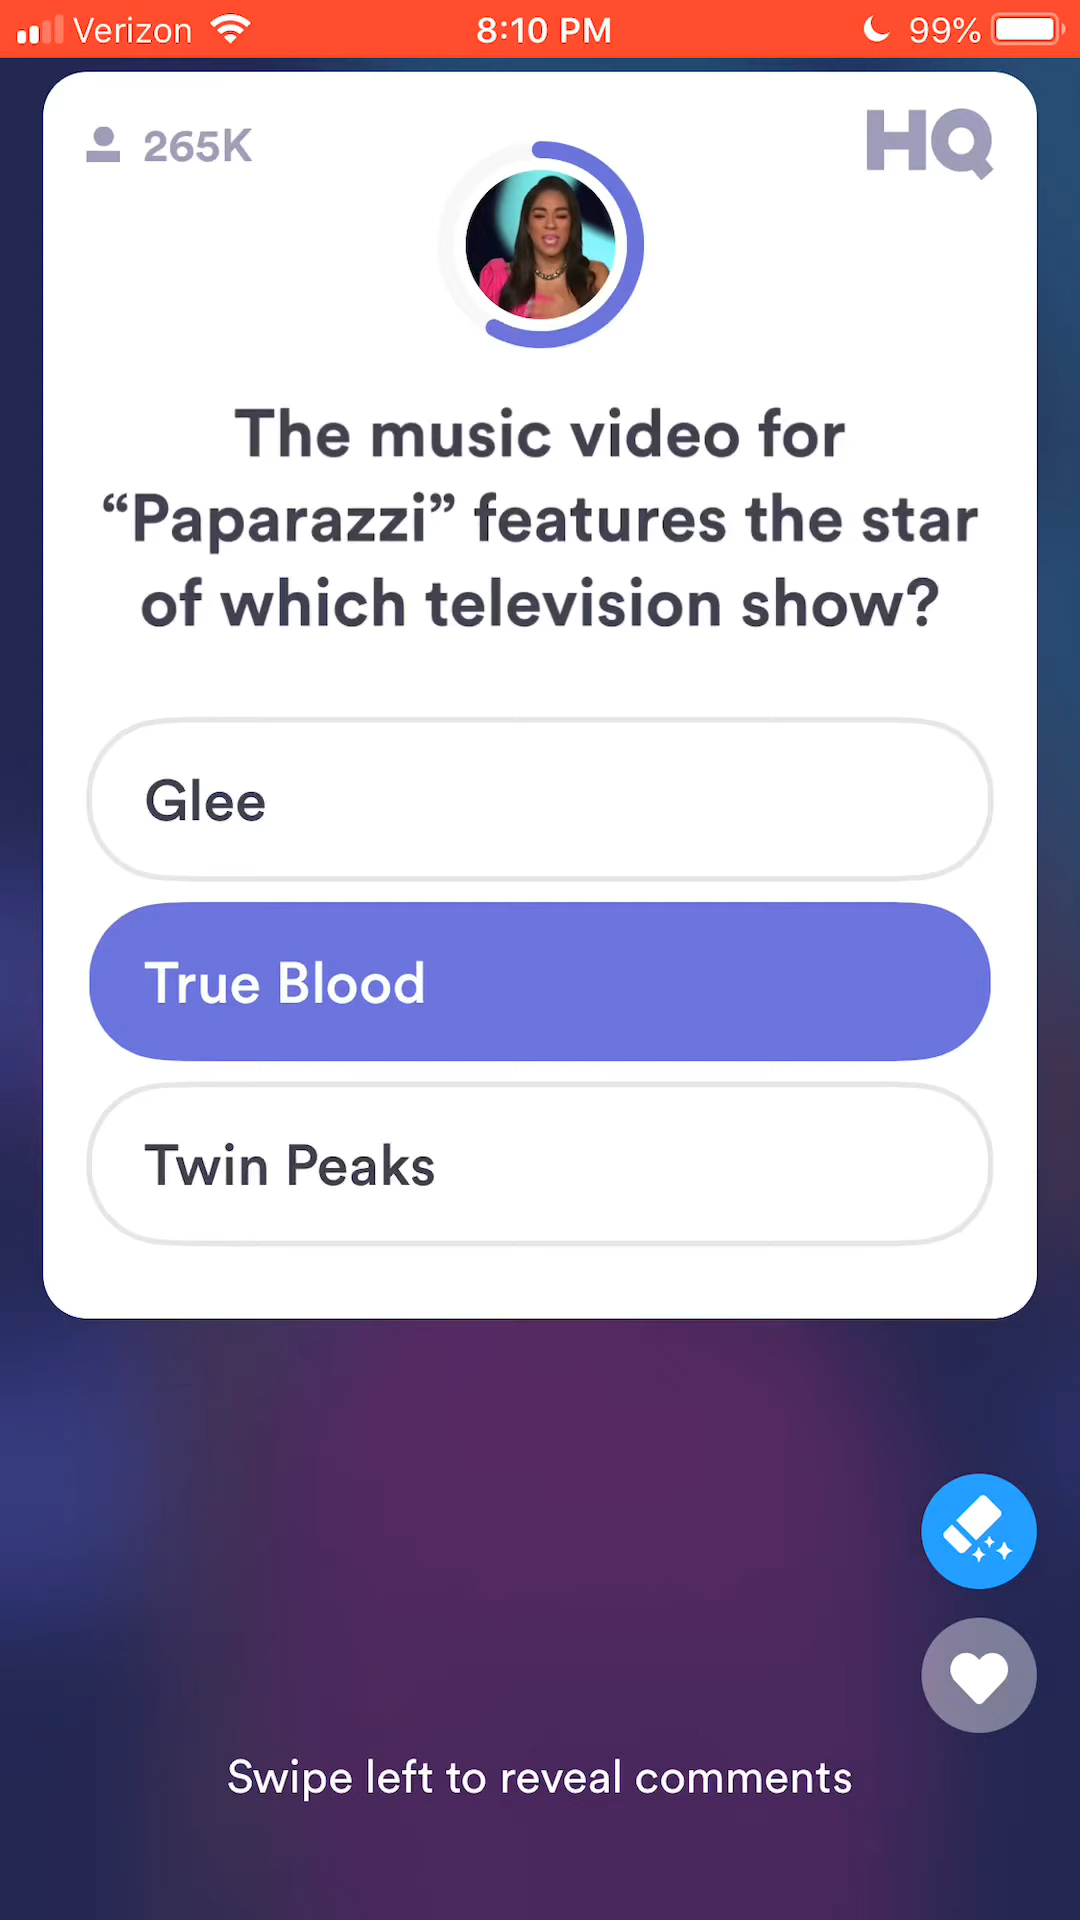 Verizon 8:10 PM 99%
265K HQ
The music video for
“Paparazzi” features the star
of which television show?
Glee
True Blood
Twin Peaks
Swipe left to reveal comments